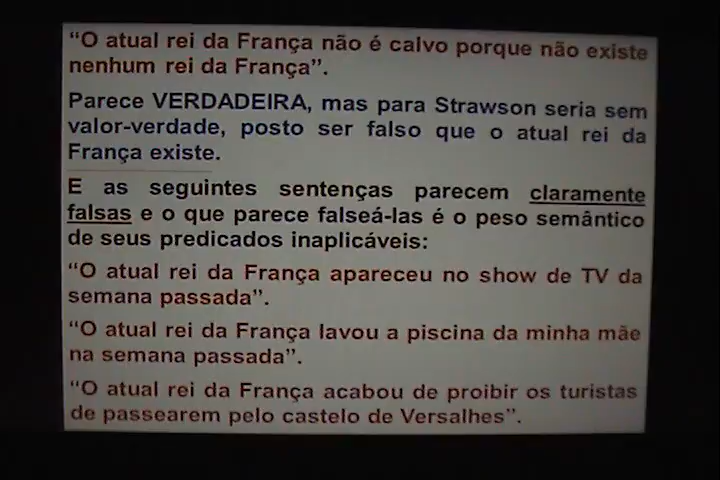 “O atual rei da França não é calvo porque não existe
nenhum rei da França”.
Parece VERDADEIRA, mas para Strawson seria sem
valor-verdade, posto ser falso que o atual rei da
França existe.
E as seguintes sentenças parecem claramente
falsas e o que parece falseá-las é o peso semântico
de seus predicados inaplicáveis:
“O atual rei da França apareceu no show de TV da
semana passada”.
“O atual rei da França lavou a piscina da minha mãe
na semana passada”.
“O atual rei da França acabou de proibir os turistas
de passearem pelo castelo de Versalhes”.